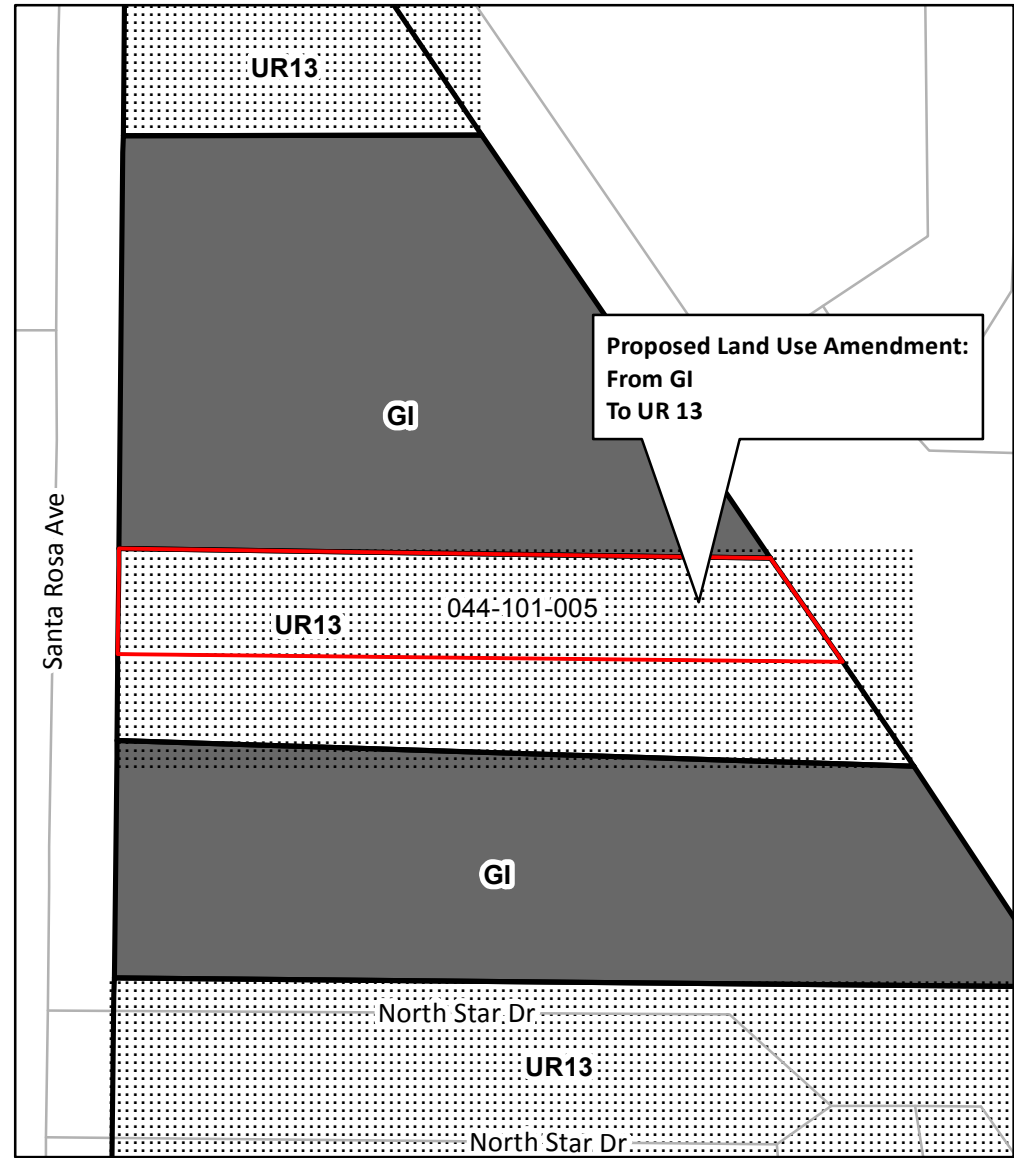 UR13
Proposed Land Use Amendment:
From GI
To UR 13
GI
Santa Rosa Ave
044-101-005
UR13
GI
North Star Dr
UR13
North Star Dr